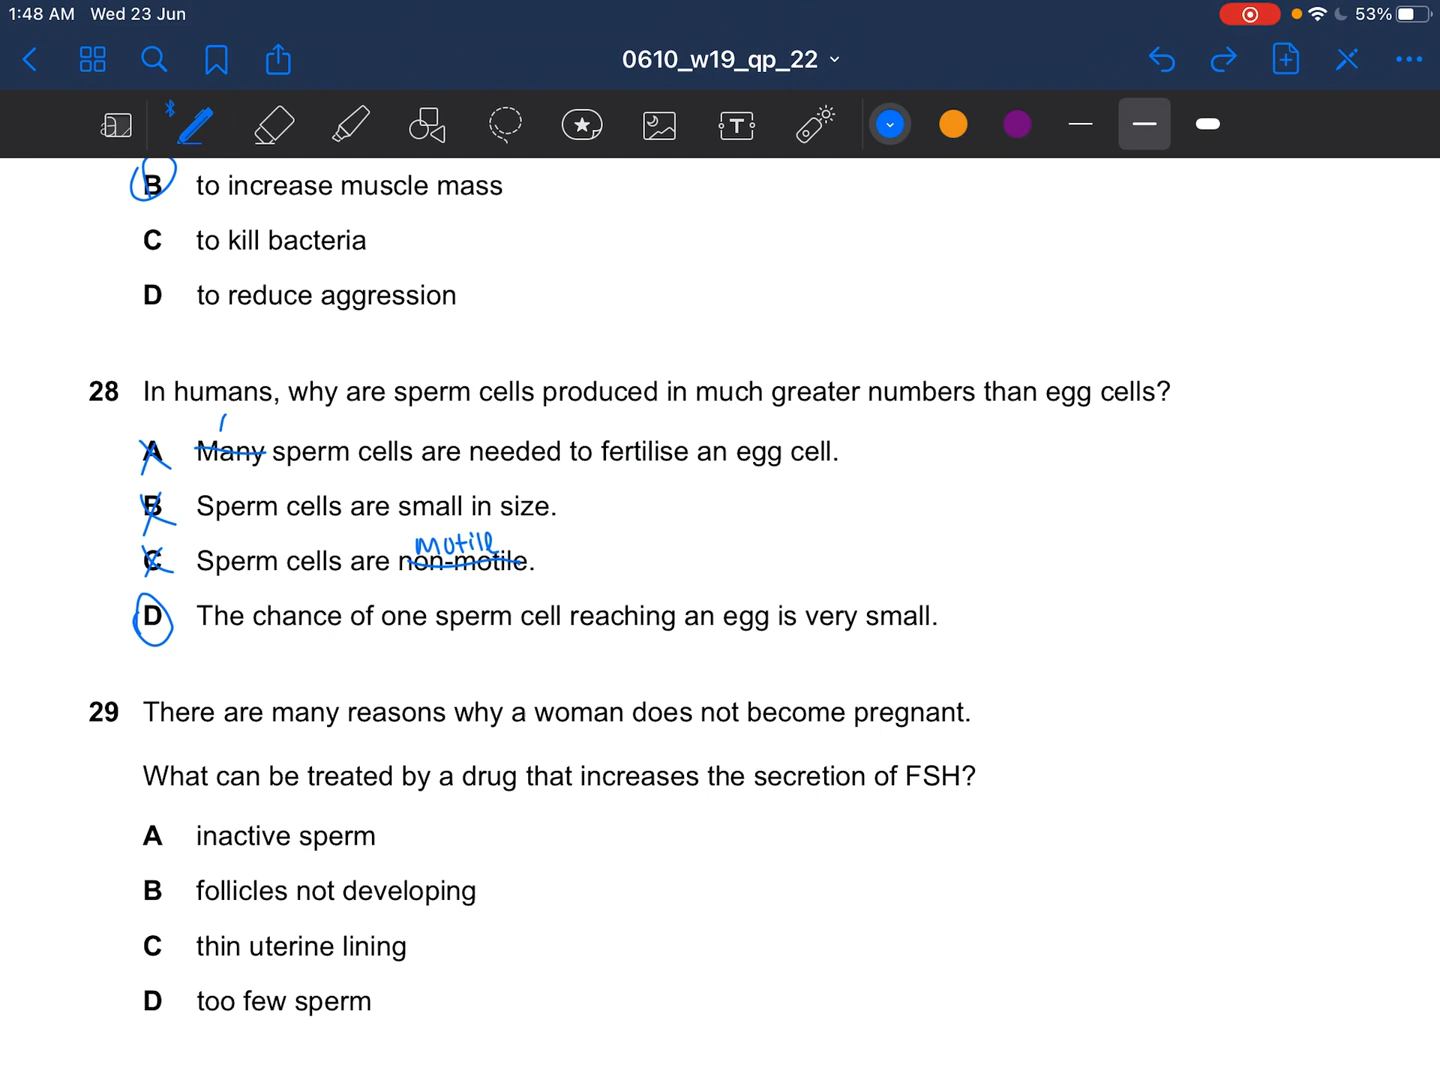 1:48 AM Wed 23 Jun
53%
0610_w19_qp_22
T
B to increase muscle mass
C to kill bacteria
D to reduce aggression
28 In humans, why are sperm cells produced in much greater numbers than egg cells?
1
A Many sperm cells are needed to fertilise an egg cell.
B Sperm cells are small in size.
motile
C Sperm cells are non-motile.
D The chance of one sperm cell reaching an egg is very small.
29 There are many reasons why a woman does not become pregnant.
What can be treated by a drug that increases the secretion of FSH?
A inactive sperm
B follicles not developing
C thin uterine lining
D too few sperm